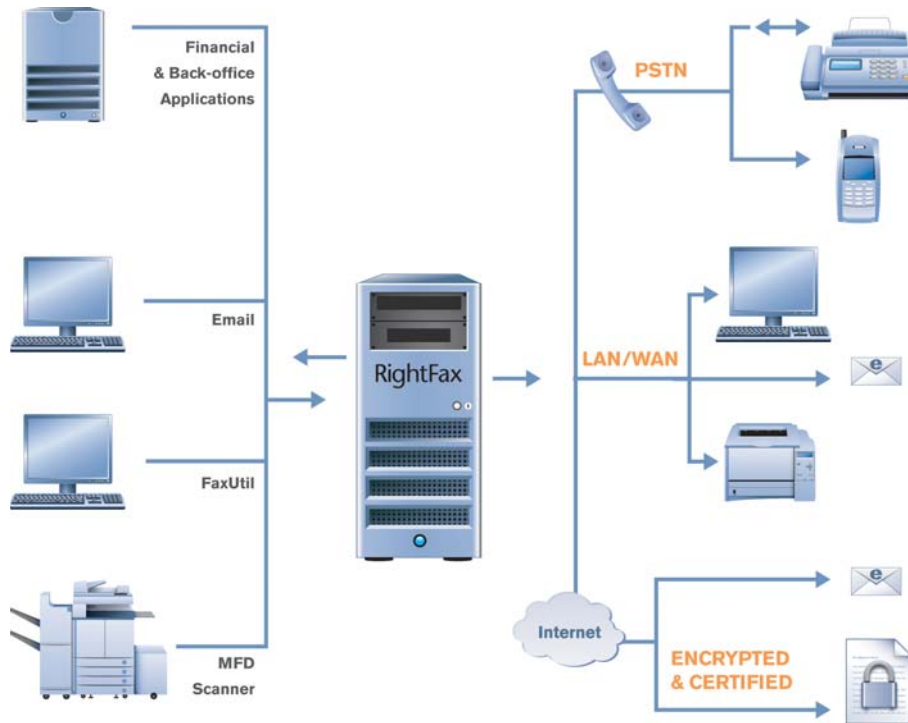 Financial
& Back-office
Applications
Email
FaxUtil
MFD
Scanner
RightFax
PSTN
LAN/WAN
e
Internet
e
ENCRYPTED
& CERTIFIED